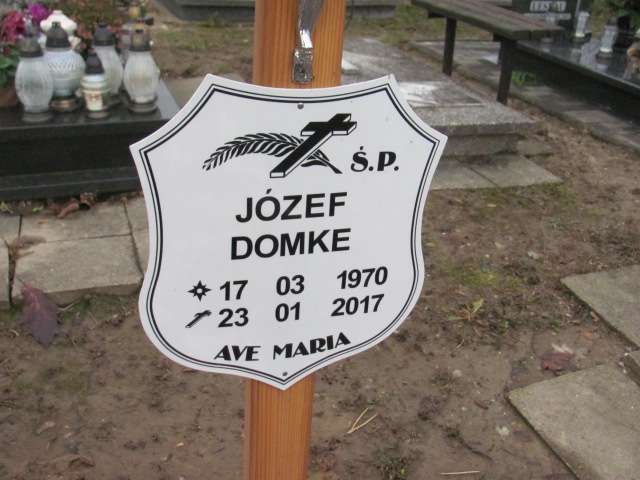 Ś.P.
JÓZEF
DOMKE
17 03 1970
23 01 2017
AVE MARIA